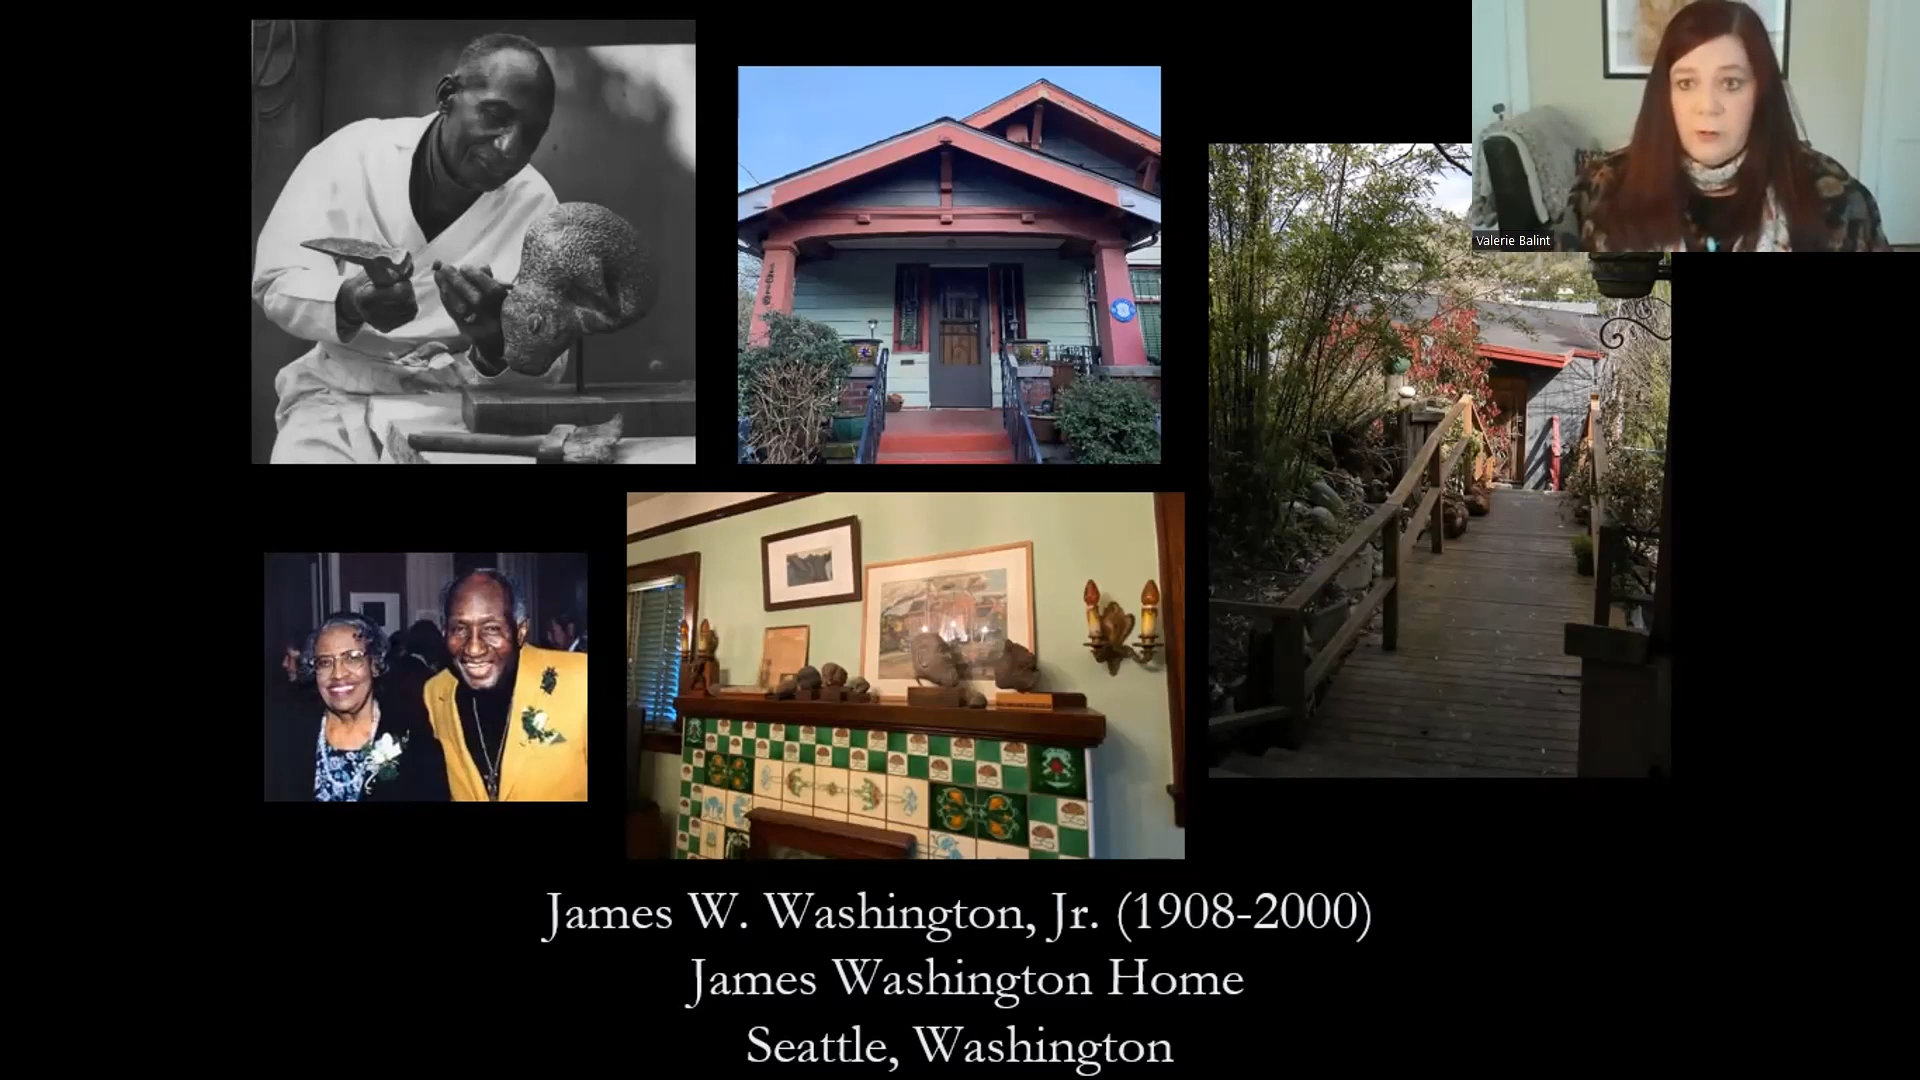 Valerie Balint
James W. Washington, Jr. (1908-2000)
James Washington Home
Seattle, Washington